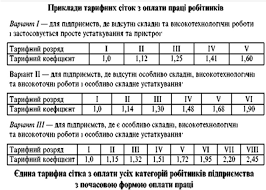 Приклади тарифних сіток з оплати праці робітників
Варіант I — для підприємств, де відсутні складні та високотехнологічні роботи
і застосовується просте устаткування та пристрої
Тарифний розряд I II III IV V
Тарифний коефіцієнт 1,0 1,12 1,25 1,41 1,60
Варіант II — для підприємств, де відсутні особливо складні, високотехнологічні
та високоточні роботи і особливо складне устаткування
Тарифний розряд I II III IV V VI
Тарифний коефіцієнт 1,0 1,14 1,30 1,48 1,68 1,90
Варіант III — для підприємств, де є особливо складні, високотехнологічні
та високоточні роботи і особливо складне устаткування
Тарифний розряд I II III IV V VI VII VIII
Тарифний коефіцієнт 1,0 1,15 1,32 1,51 1,72 1,95 2,20 2,45
Єдина тарифна сітка з оплати усіх категорій робітників підприємства
з почасовою формою оплати праці